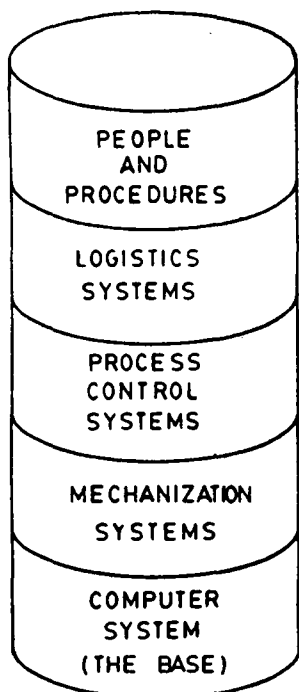 PEOPLE
AND
PROCEDURES
LOGISTICS
SYSTEMS
PROCESS
CONTROL
SYSTEMS
MECHANIZATION
SYSTEMS
COMPUTER
SYSTEM
(THE BASE)